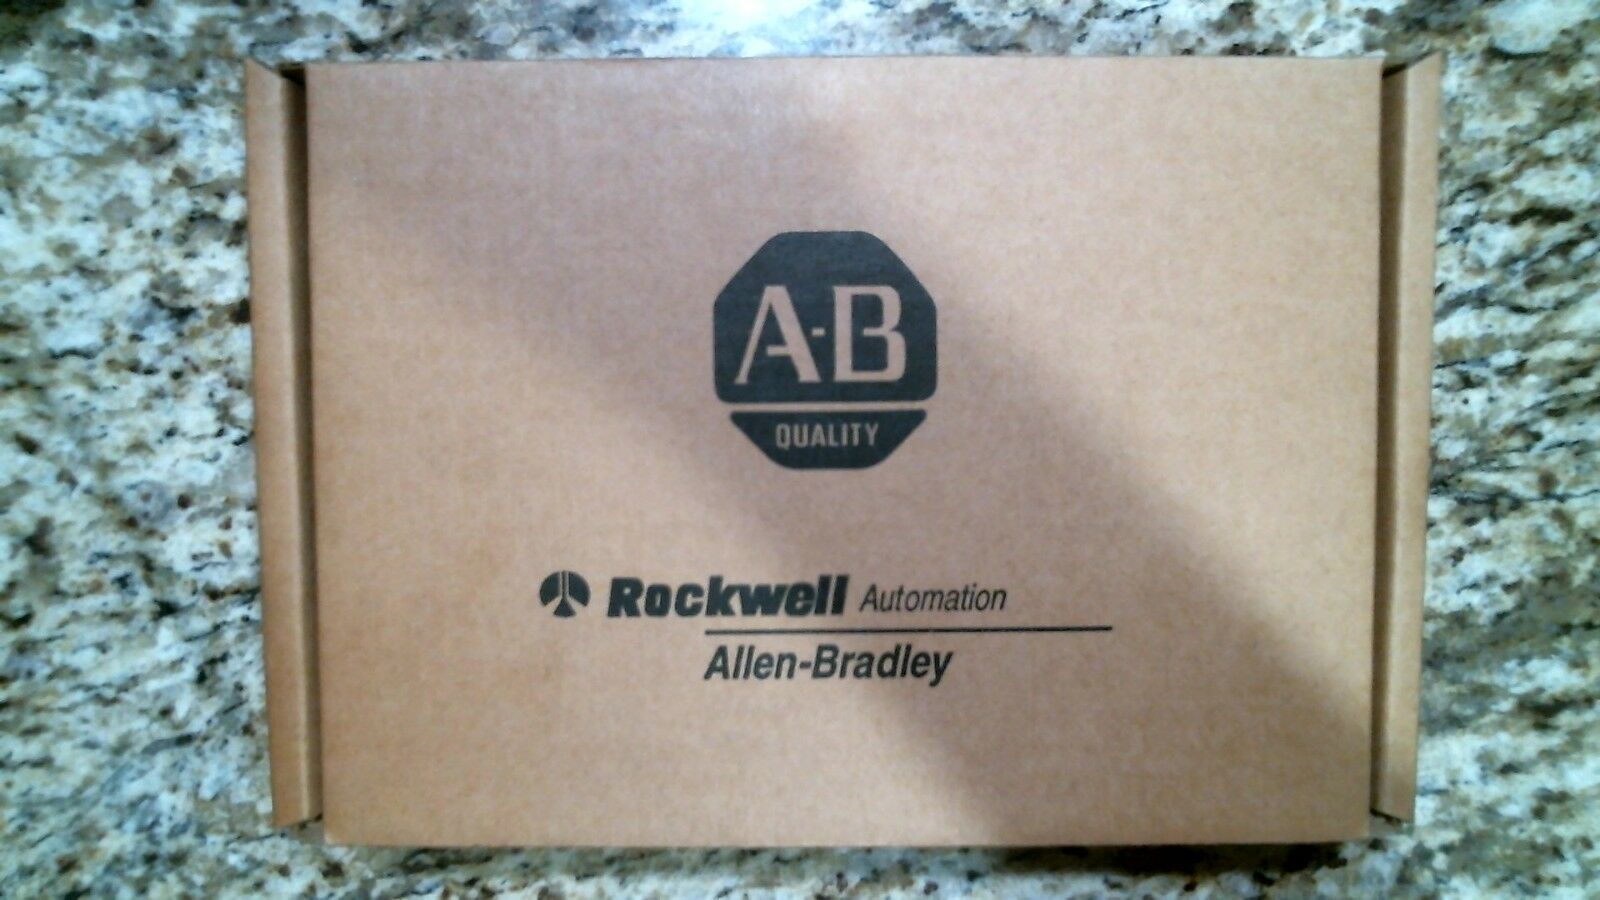 A-B
QUALITY
Rockwell Automation
Allen-Bradley